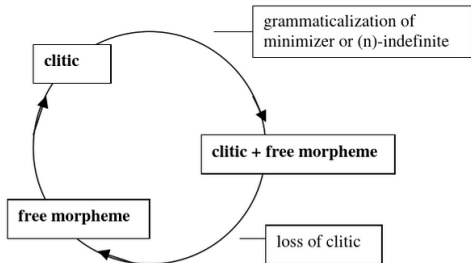 grammaticalization of
minimizer or (n)-indefinite
clitic
clitic + free morpheme
free morpheme
loss of clitic